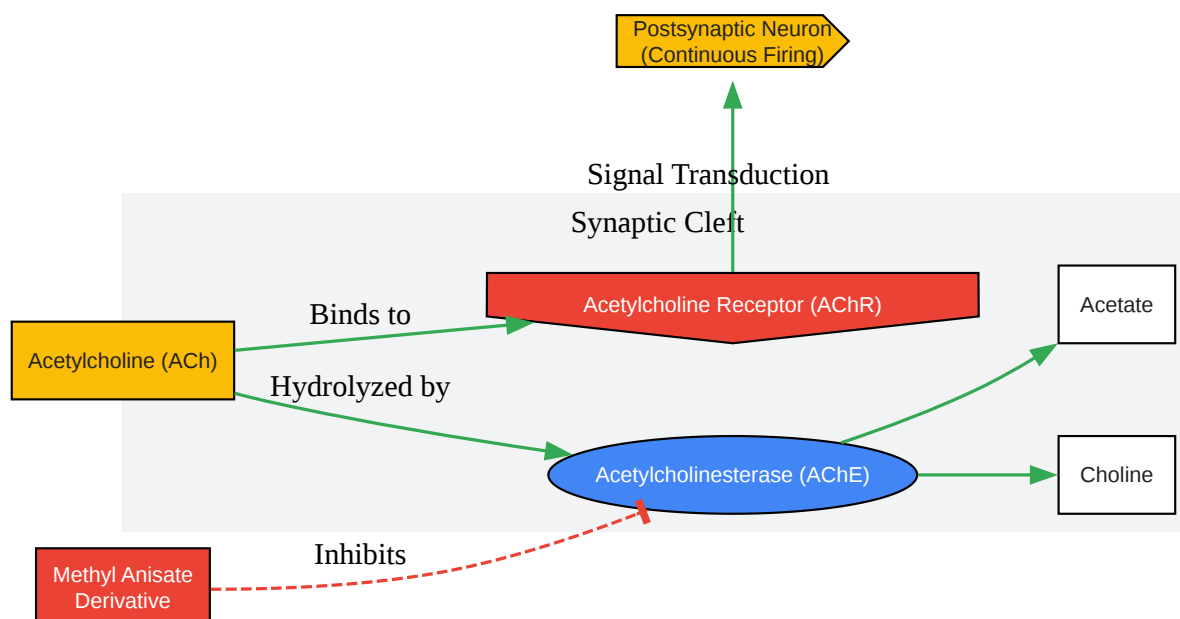 Postsynaptic Neuron
(Continuous Firing)
Signal Transduction
Synaptic Cleft
Acetylcholine Receptor (AChR)
Acetate
Binds to
Acetylcholine (ACh)
Hydrolyzed by
Acetylcholinesterase (AChE)
Choline
Inhibits
Methyl Anisate
Derivative